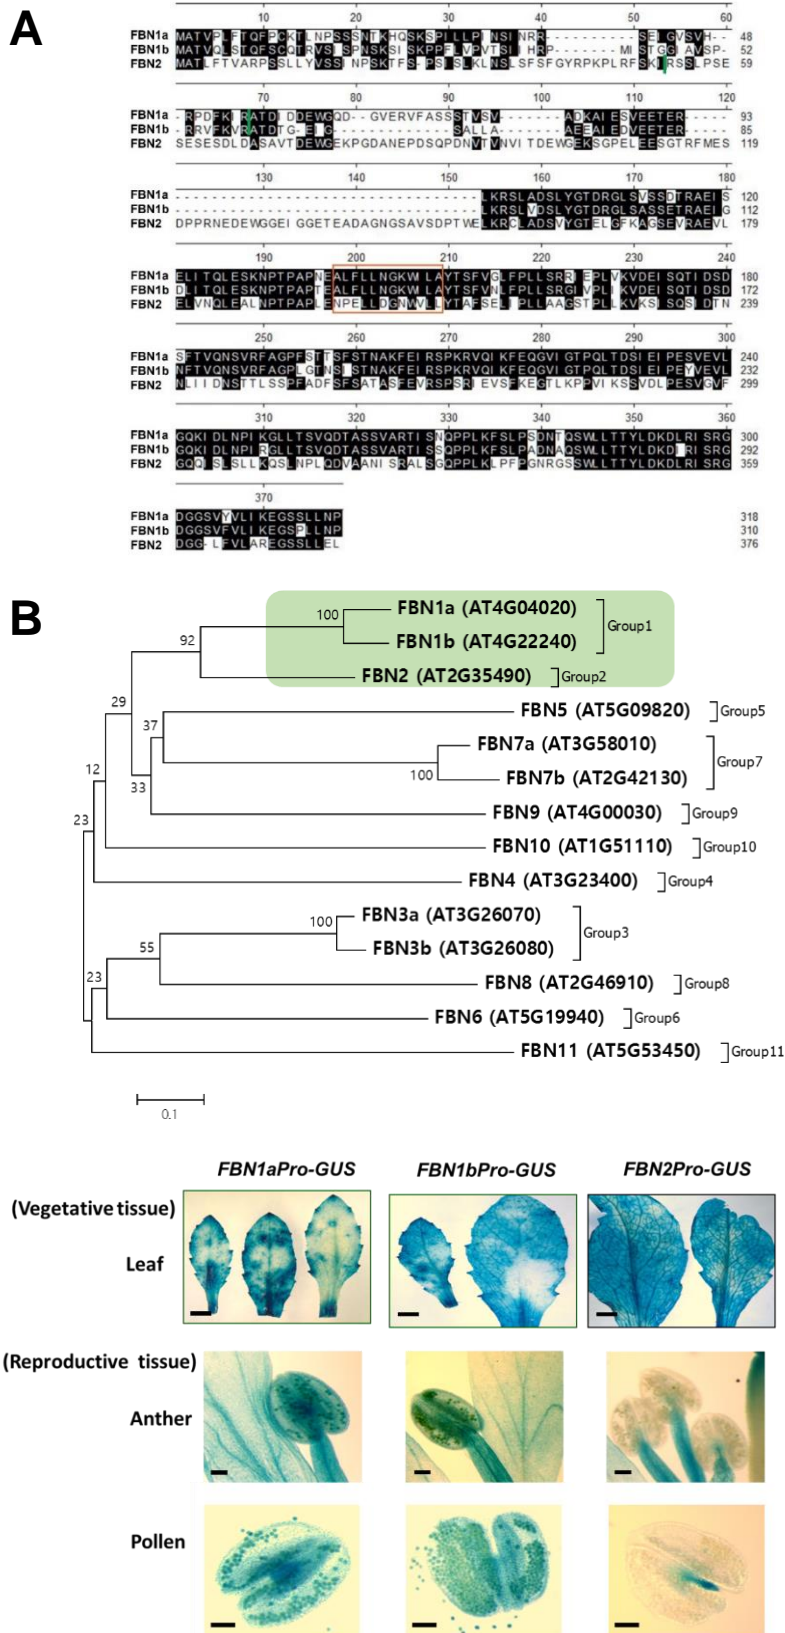 A
10 20 30 40 50 60
FBN1a MATVPLFTQFPCKTLNPSSSNTKHQSKSPILLPINSINRR----------SEIGVSVH-- 48
FBN1b MATVQLSTQFSCQTRVSISPNSKSISKPPFLVPVTSIIHRP-------MISTGGIAVSP- 52
FBN2 MATLFTVARPSSLLYVSSINPSKTFS-PSISLKLNSLSFSFGYRPKPLRFSKIRSSLPSE 59
70 80 90 100 110 120
FBN1a -RPDFKIRATDIDDEWGQD--GVERVFASSSTVSV-------ADKAIESVEETER----- 93
FBN1b -RRVFKVRATDTG-EIG-------------SALLA-------AEEAIEDVEETER----- 85
FBN2 SESESDLDASAVTDEWGEKPGDANEPDSQPDNVTVNVITDEWGEKSGPELEESGTRFMES 119
130 140 150 160 170 180
FBN1a ---------------------------------LKRSLADSLYGTDRGLSVSSDTRAEIS 120
FBN1b ---------------------------------LKRSLVDSLYGTDRGLSASSETRAEIG 112
FBN2 DPPRNEDEWGGEIGGETEADAGNGSAVSDPTWELKRCLADSVYGTELGFKAGSEVRAEVL 179
190 200 210 220 230 240
FBN1a ELITQLESKNPTPAPNEALFLLNGKWILAYTSFVGLFPLLSRRIEPLVKVDEISQTIDSD 180
FBN1b DLITQLESKNPTPAPTEALFLLNGKWILAYTSFVNLFPLLSRGIVPLIKVDEISQTIDSD 172
FBN2 ELVNQLEALNPTPAPLENPELLDGNWVLLYTAFSELIPLLAAGSTPLLKVKSISQSIDTN 239
250 260 270 280 290 300
FBN1a SFTVQNSVRFAGPFSTTSFSTNAKFEIRSPKRVQIKFEQGVIGTPQLTDSIEIPESVEVL 240
FBN1b NFTVQNSVRFAGPLGTNSISTNAKFEIRSPKRVQIKFEQGVIGTPQLTDSIEIPEYVEVL 232
FBN2 NLIIDNSTTLSSPFADFSFSATASFEVRSPSRIEVSFKEGTLKPPVIKSSVDLPESVGVF 299
310 320 330 340 350 360
FBN1a GQKIDLNPIKGLLTSVQDTASSVARTISNQPPLKFSLPSDNTQSWLLTTYLDKDLRISRG 300
FBN1b GQKIDLNPIRGLLTSVQDTASSVARTISSQPPLKFSLPADNAQSWLLTTYLDKDIRISRG 292
FBN2 GQQISLSLLKQSLNPLQDVAANISRALSGQPPLKLPFPGNRGSSWLLTTYLDKDLRISRG 359
370
FBN1a DGGSVYVLIKEGSSLLNP 318
FBN1b DGGSVFVLIKEGSPLLNP 310
FBN2 DGG-LFVLAREGSSLLEL 376
B
FBN1a (AT4G04020)
FBN1b (AT4G22240)
Group1
FBN2 (AT2G35490) Group2
FBN5 (AT5G09820) Group5
FBN7a (AT3G58010)
FBN7b (AT2G42130)
Group7
FBN9 (AT4G00030) Group9
FBN10 (AT1G51110) Group10
FBN4 (AT3G23400) Group4
FBN3a (AT3G26070)
FBN3b (AT3G26080)
Group3
FBN8 (AT2G46910) Group8
FBN6 (AT5G19940) Group6
FBN11 (AT5G53450) Group11
100
92
29
37
100
12
33
23
100
55
23
0.1
FBN1aPro-GUS FBN1bPro-GUS FBN2Pro-GUS
(Vegetative tissue)
Leaf
(Reproductive tissue)
Anther
Pollen